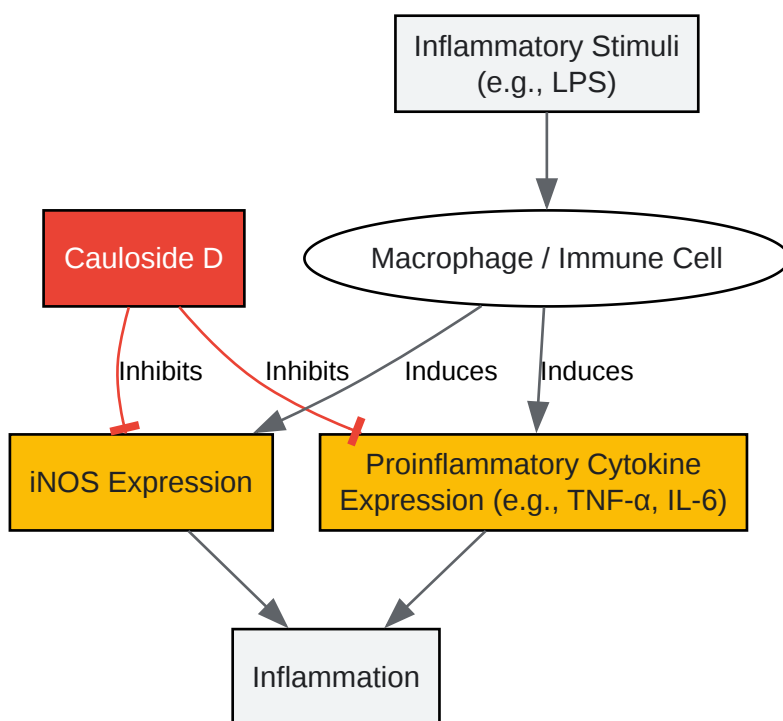 Inflammatory Stimuli
(e.g., LPS)
Cauloside D
Macrophage / Immune Cell
Inhibits
Inhibits
Induces
Induces
iNOS Expression
Proinflammatory Cytokine
Expression (e.g., TNF-α, IL-6)
Inflammation